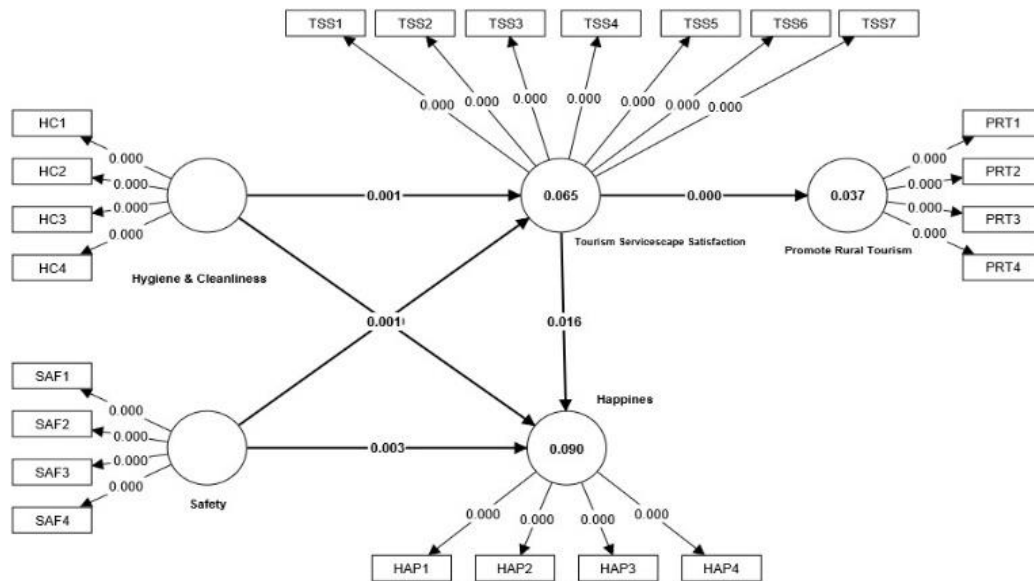 TSS1 TSS2 TSS3 TSS4 TSS5 TSS6 TSS7
0.000 0.000 0.000 0.000 0.000 0.000 0.000
HC1
HC2
HC3
HC4
0.000
0.000
0.000
0.000
Hygiene & Cleanliness
0.001
0.065
Tourism Servicescape Satisfaction
0.000
0.037
Promote Rural Tourism
0.000
0.000
0.000
0.000
PRT1
PRT2
PRT3
PRT4
0.001
0.016
SAF1
SAF2
SAF3
SAF4
0.000
0.000
0.000
0.000
Safety
0.003
Happines
0.090
0.000 0.000 0.000 0.000
HAP1 HAP2 HAP3 HAP4